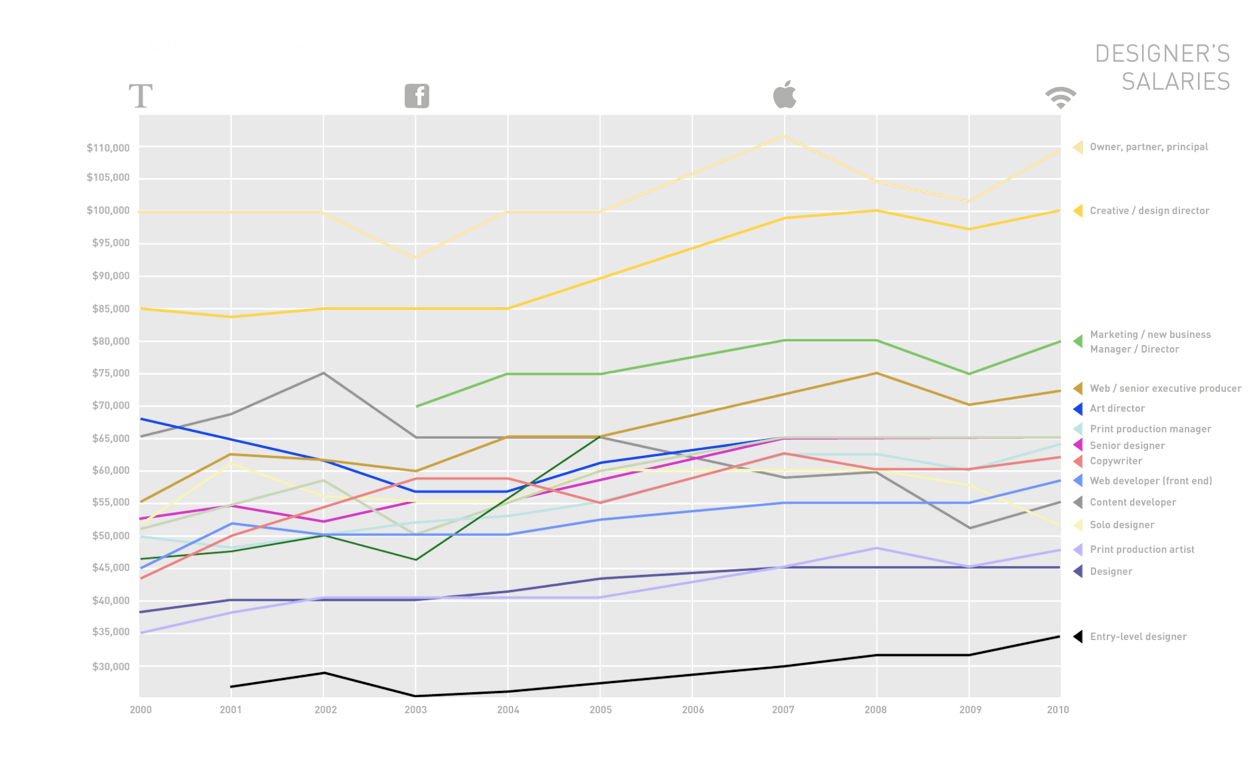 DESIGNER'S
SALARIES
T
f
$110,000
$105,000
$100,000
$95,000
$90,000
$85,000
$80,000
$75,000
$70,000
$65,000
$60,000
$55,000
$50,000
$45,000
$40,000
$35,000
$30,000
2000 2001 2002 2003 2004 2005 2006 2007 2008 2009 2010
Owner, partner, principal
Creative / design director
Marketing / new business
Manager / Director
Web / senior executive producer
Art director
Print production manager
Senior designer
Copywriter
Web developer (front end)
Content developer
Solo designer
Print production artist
Designer
Entry-level designer